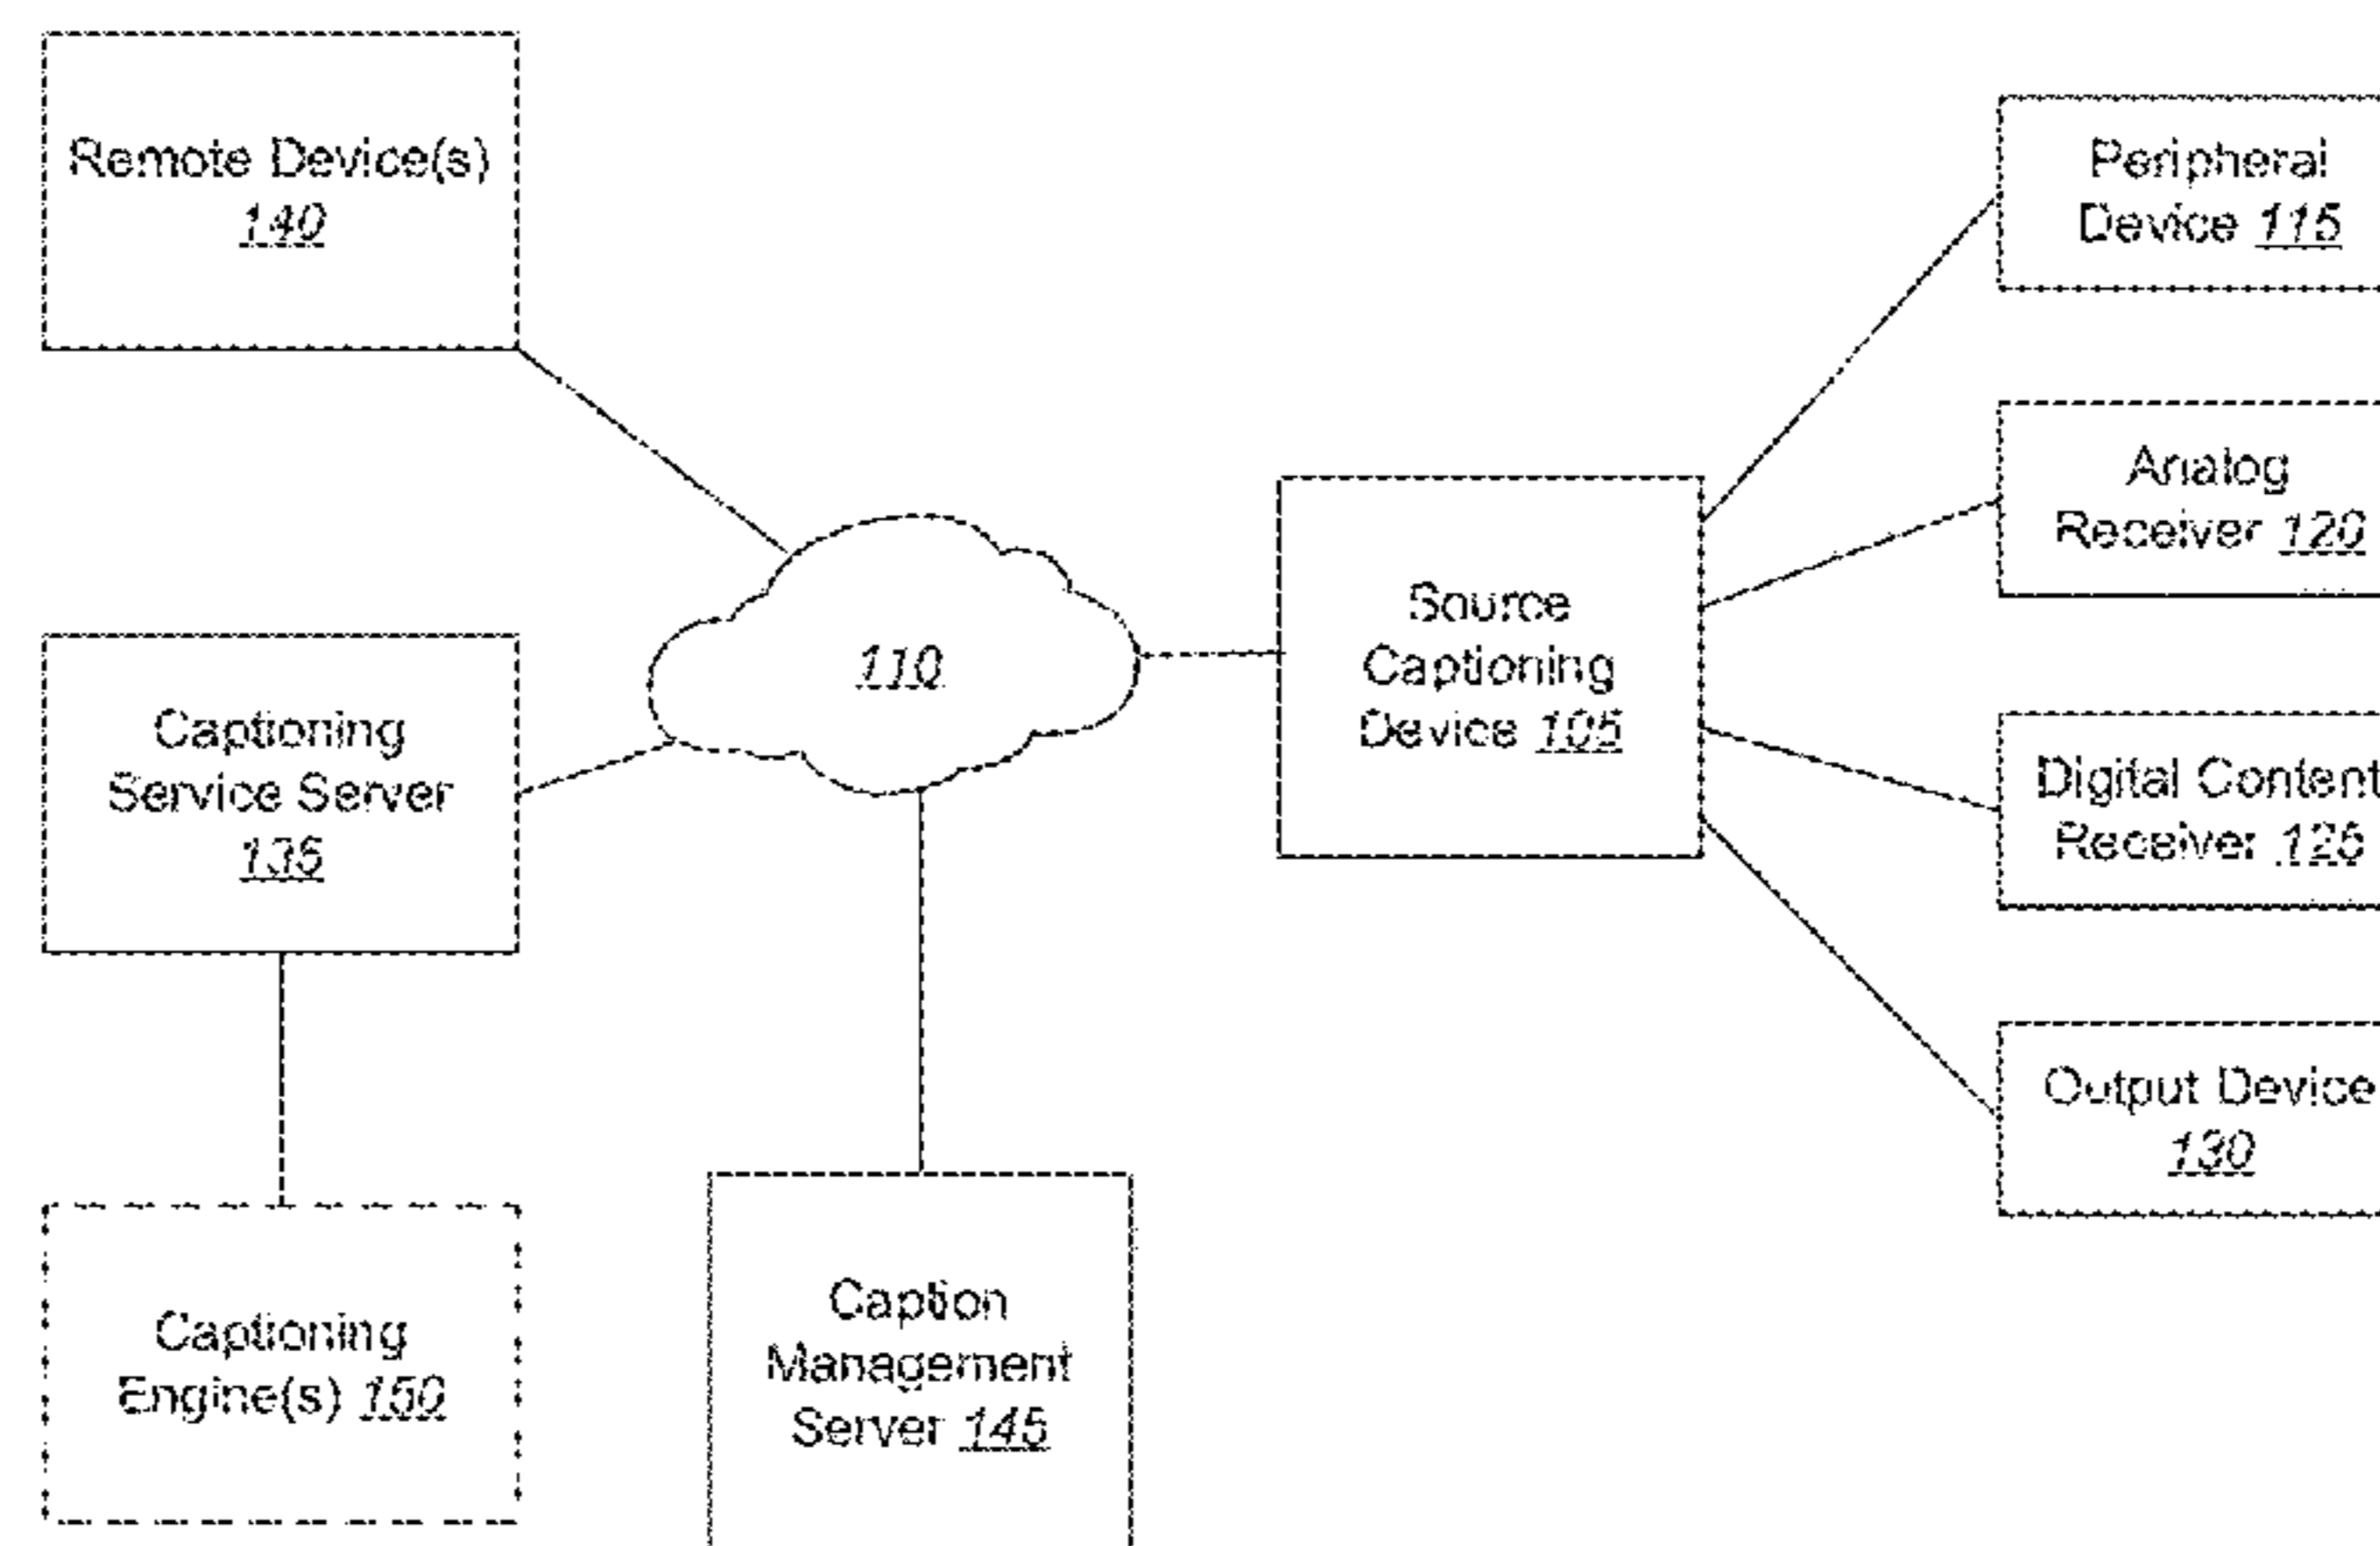 Remote Device(s)
140
Peripheral
Device 115
Analog
Receiver 120
110
Source
Captioning
Device 105
Captioning
Service Server
135
Digital Content
Receiver 125
Output Device
130
Captioning
Engine(s) 150
Caption
Management
Server 145